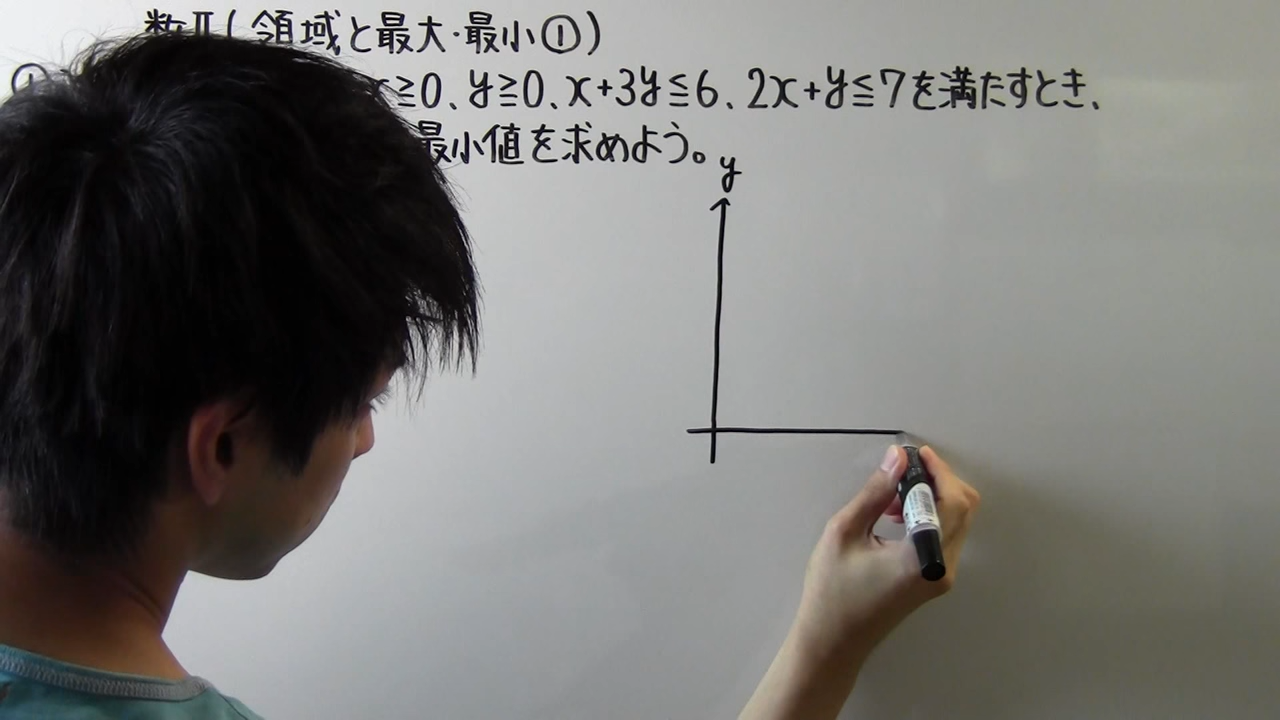 数Ⅱ(領域と最大·最小①)
① x≧0、y≧0、x+3y≦6、2x+y≦7を満たすとき、
最小値を求めよう。
y